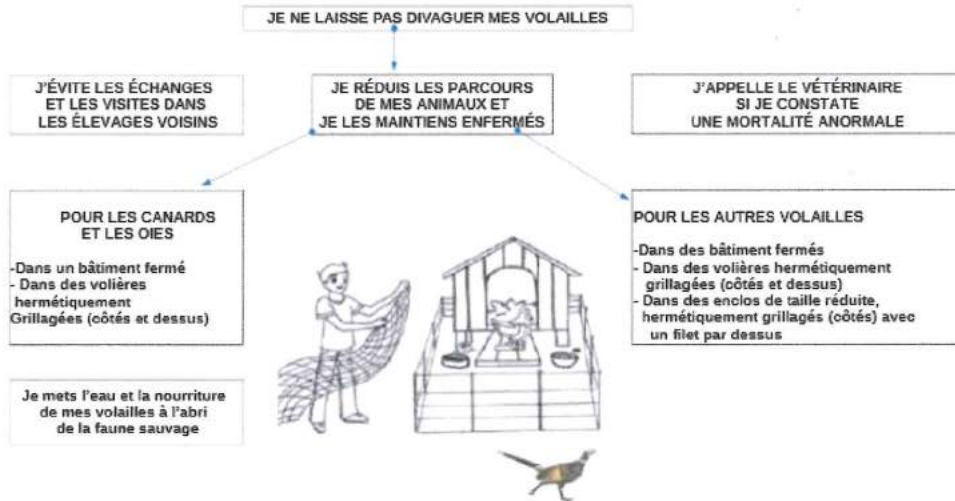 JE NE LAISSE PAS DIVAGUER MES VOLAILLES
J'ÉVITE LES ÉCHANGES
ET LES VISITES DANS
LES ÉLEVAGES VOISINS
JE RÉDUIS LES PARCOURS
DE MES ANIMAUX ET
JE LES MAINTIENS ENFERMÉS
J'APPELLE LE VÉTÉRINAIRE
SI JE CONSTATE
UNE MORTALITÉ ANORMALE
POUR LES CANARDS
ET LES OIES
-Dans un bâtiment fermé
- Dans des volières
hermétiquement
Grillagées (côtés et dessus)
POUR LES AUTRES VOLAILLES
-Dans des bâtiment fermés
- Dans des volières hermétiquement
grillagées (côtés et dessus)
- Dans des enclos de taille réduite,
hermétiquement grillagés (côtés) avec
un filet par dessus
Je mets l'eau et la nourriture
de mes volailles à l'abri
de la faune sauvage